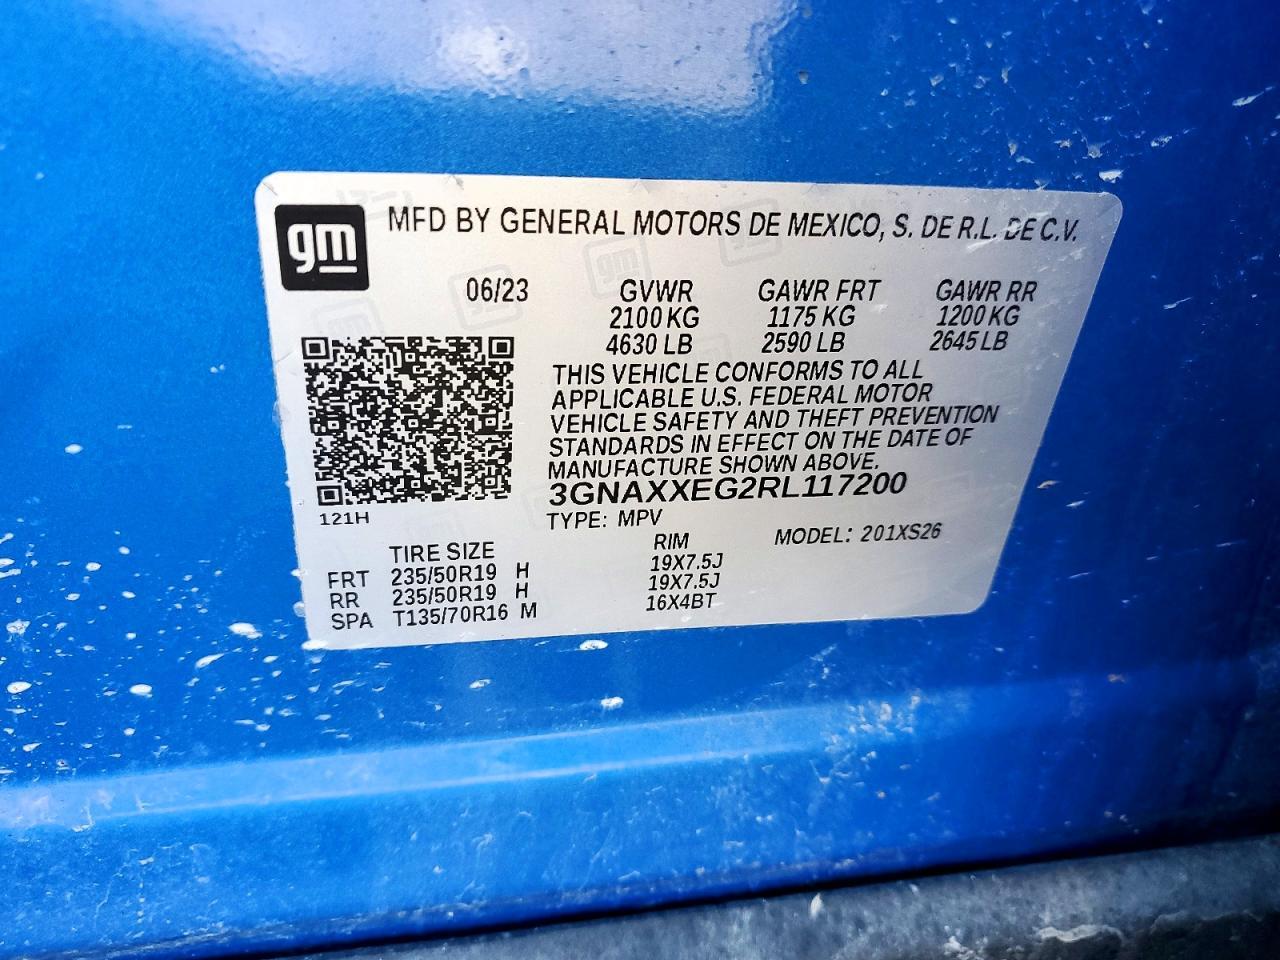 gm
MFD BY GENERAL MOTORS DE MEXICO, S. DE R.L. DE C.V.
06/23 GVWR GAWR FRT GAWR RR
2100 KG 1175 KG 1200 KG
4630 LB 2590 LB 2645 LB
THIS VEHICLE CONFORMS TO ALL
APPLICABLE U.S. FEDERAL MOTOR
VEHICLE SAFETY AND THEFT PREVENTION
STANDARDS IN EFFECT ON THE DATE OF
MANUFACTURE SHOWN ABOVE.
3GNAXXEG2RL117200
121H
TYPE: MPV MODEL: 201XS26
TIRE SIZE RIM
FRT 235/50R19 H 19X7.5J
RR 235/50R19 H 19X7.5J
SPA T135/70R16 M 16X4BT